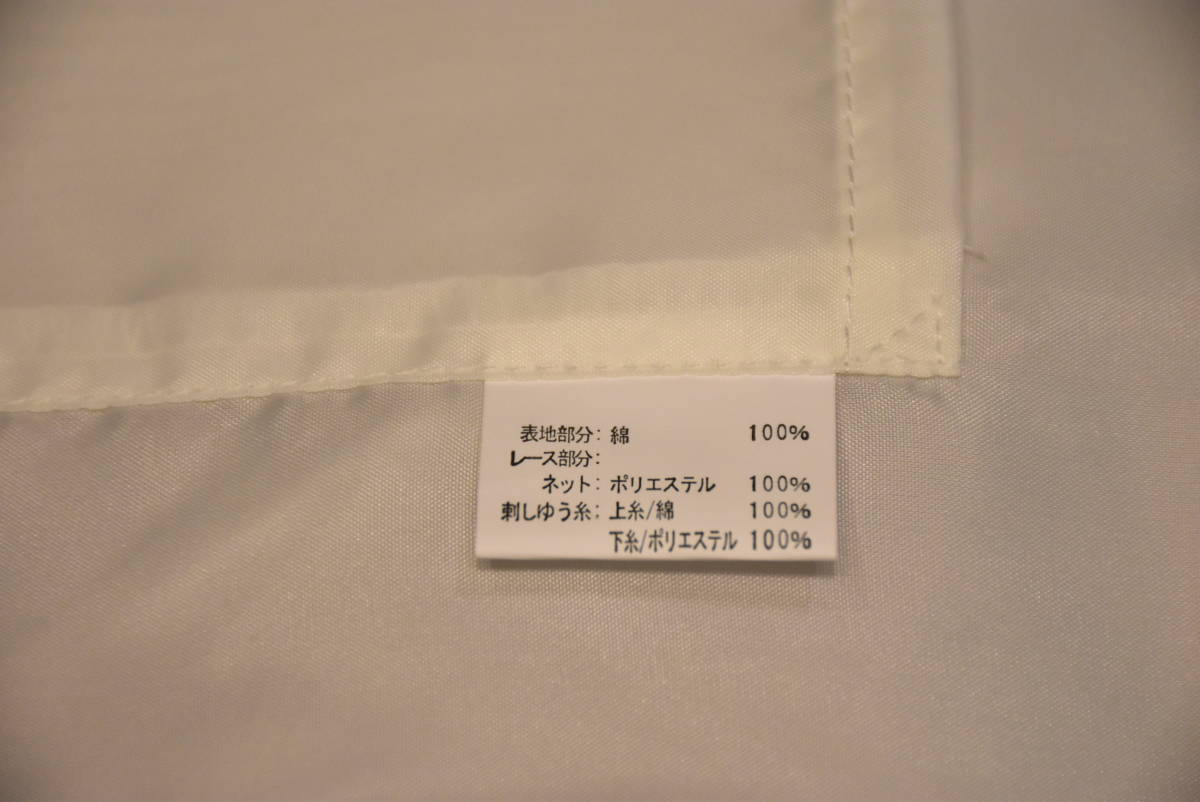 表地部分: 綿 100%
レース部分:
ネット: ポリエステル 100%
刺しゅう糸: 上糸/綿 100%
下糸/ポリエステル 100%